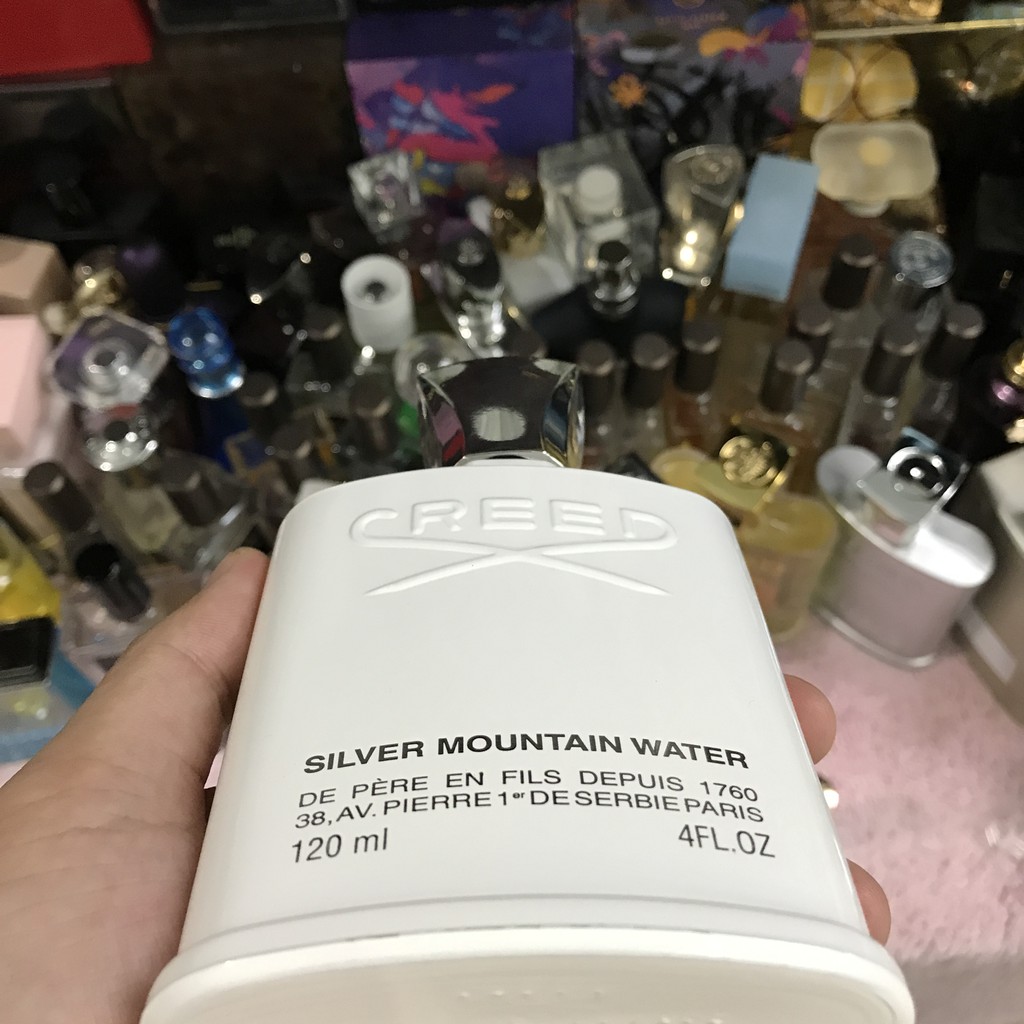 CREED
SILVER MOUNTAIN WATER
DE PÈRE EN FILS DEPUIS 1760
38, AV. PIERRE 1er DE SERBIE PARIS
120 ml 4FL.OZ